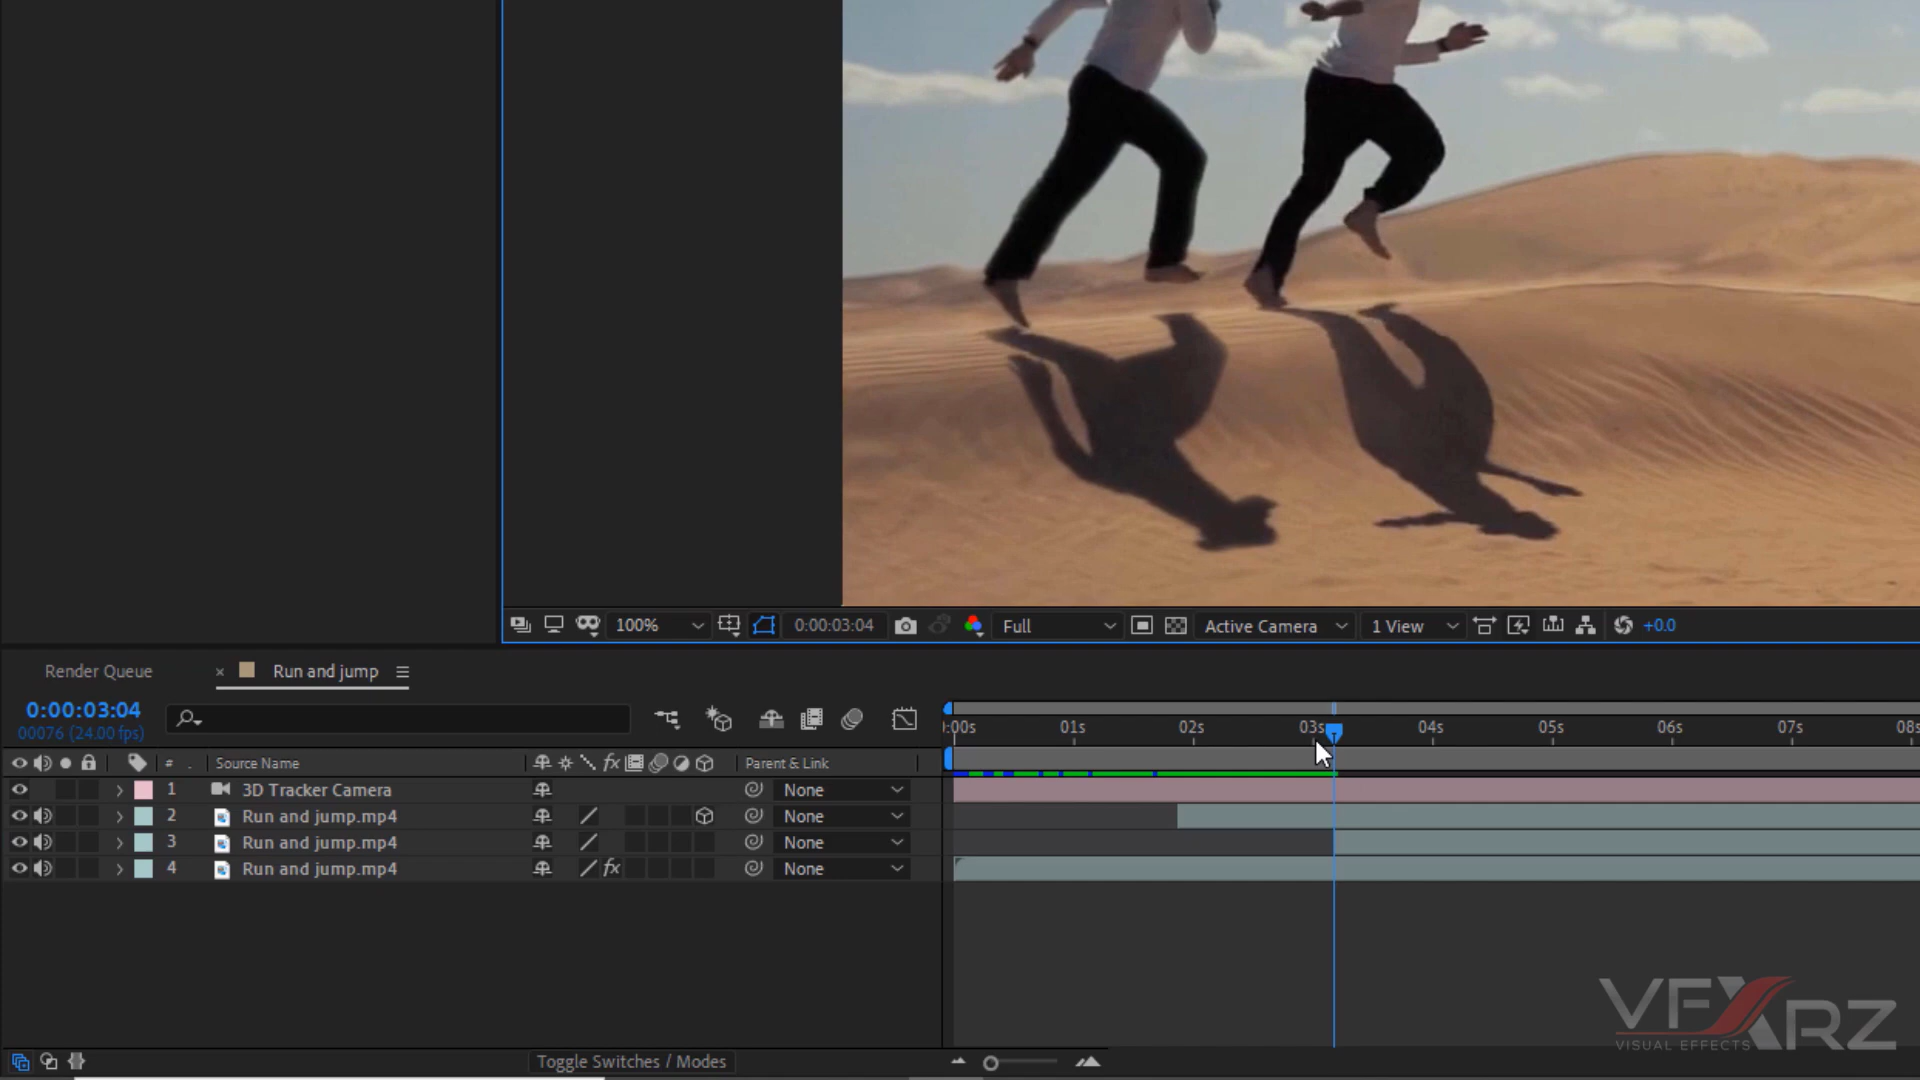 100%
0:00:03:04
Full
Active Camera
1 View
+0.0
Render Queue
× Run and jump
0:00:03:04
00076 (24.00 fps)
:00s 01s 02s 03s 04s 05s 06s 07s 08s
# . Source Name fx Parent & Link
1 3D Tracker Camera None
2 Run and jump.mp4 None
3 Run and jump.mp4 None
4 Run and jump.mp4 fx None
Toggle Switches / Modes
VFXARZ
VISUAL EFFECTS